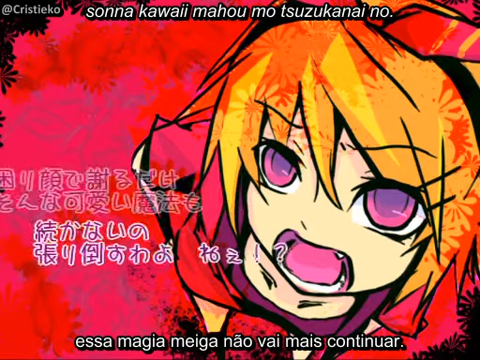 @Cristieko
sonna kawaii mahou mo tsuzukanai no.
困り顔で謝るだけ
そんな可愛い魔法も
続かないの
張り倒すわよ ねぇ!?
essa magia meiga não vai mais continuar.